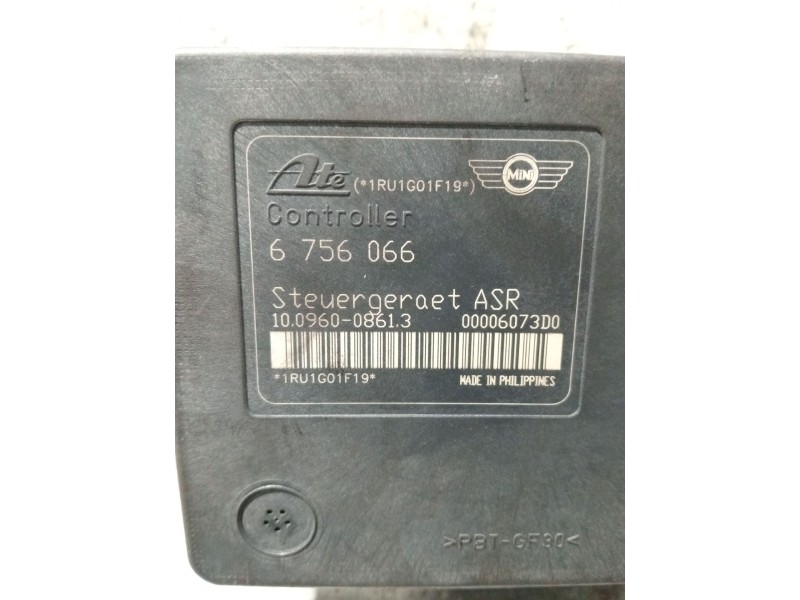 Ate (*1RU1G01F19*) MINI
Controller
6 756 066
Steuergeraet ASR
10.0960-0861.3 00006073D0
*1RU1G01F19* MADE IN PHILIPPINES
>PBT-GF30<